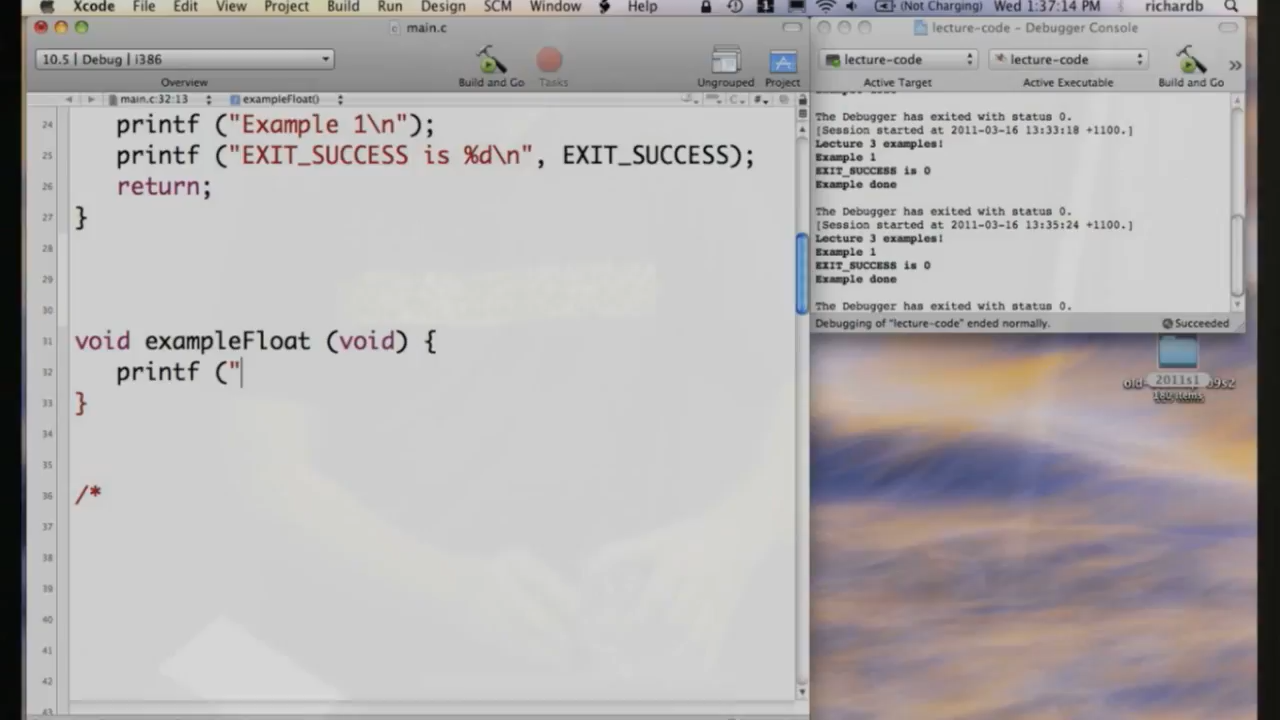 Xcode File Edit View Project Build Run Design SCM Window Help (Not Charging) Wed 1:37:14 PM richardb
main.c
10.5 | Debug | i386
Overview
Build and Go
Tasks
Ungrouped
Project
main.c:32:13 exampleFloat()
24 printf ("Example 1\n");
25 printf ("EXIT_SUCCESS is %d\n", EXIT_SUCCESS);
26 return;
27 }
28
29
30
31 void exampleFloat (void) {
32 printf ("
33 }
34
35
36 /*
37
38
39
40
41
42
43
lecture-code - Debugger Console
lecture-code lecture-code
Active Target Active Executable Build and Go
Example done
The Debugger has exited with status 0.
[Session started at 2011-03-16 13:33:18 +1100.]
Lecture 3 examples!
Example 1
EXIT_SUCCESS is 0
Example done
The Debugger has exited with status 0.
[Session started at 2011-03-16 13:35:24 +1100.]
Lecture 3 examples!
Example 1
EXIT_SUCCESS is 0
Example done
The Debugger has exited with status 0.
Debugging of "lecture-code" ended normally. Succeeded
2011s1